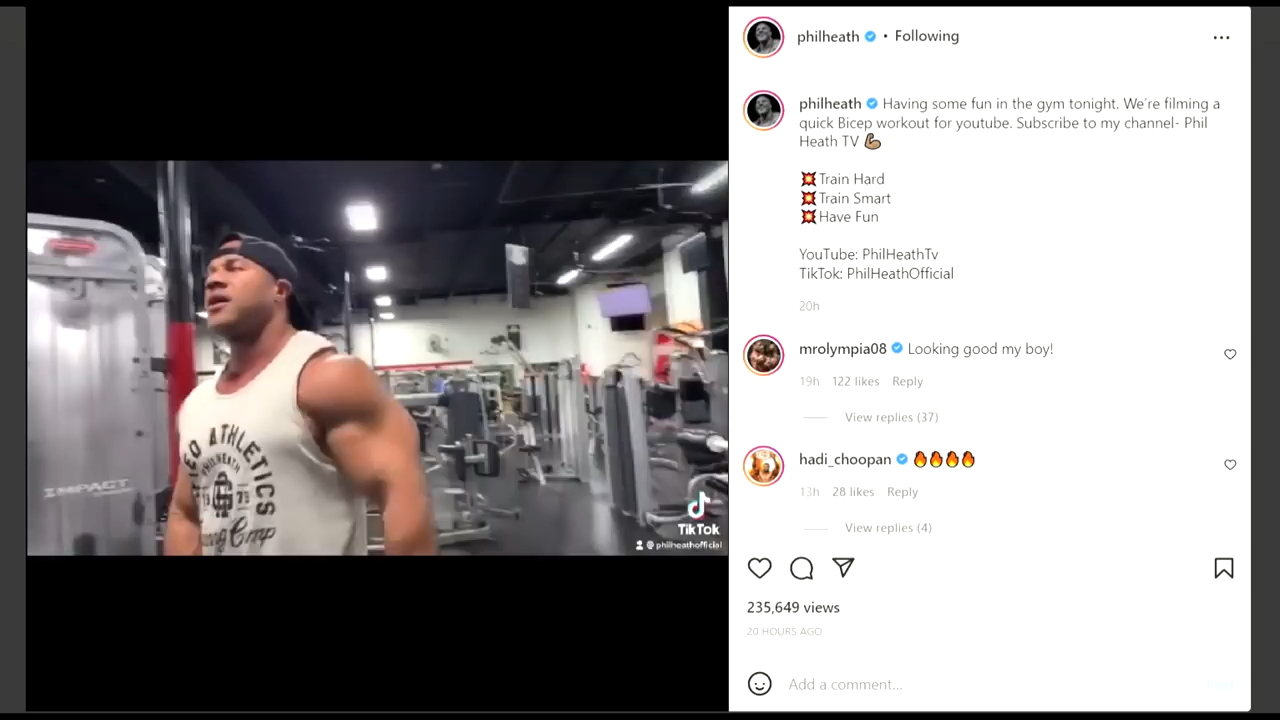 philheath • Following
philheath Having some fun in the gym tonight. We're filming a
quick Bicep workout for youtube. Subscribe to my channel- Phil
Heath TV 💪🏽
💥Train Hard
💥Train Smart
💥Have Fun
YouTube: PhilHeathTv
TikTok: PhilHeathOfficial
20h
mrolympia08 Looking good my boy!
19h 122 likes Reply
View replies (37)
hadi_choopan 🔥🔥🔥🔥
13h 28 likes Reply
View replies (4)
235,649 views
20 HOURS AGO
Add a comment...
IMPACT
ATHLETICS
PHILHEATH
TikTok
@philheathofficial